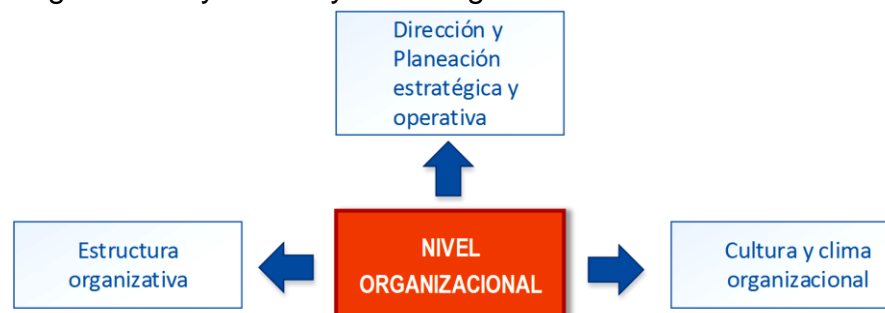 Dirección y
Planeación
estratégica y
operativa
Estructura
organizativa
NIVEL
ORGANIZACIONAL
Cultura y clima
organizacional